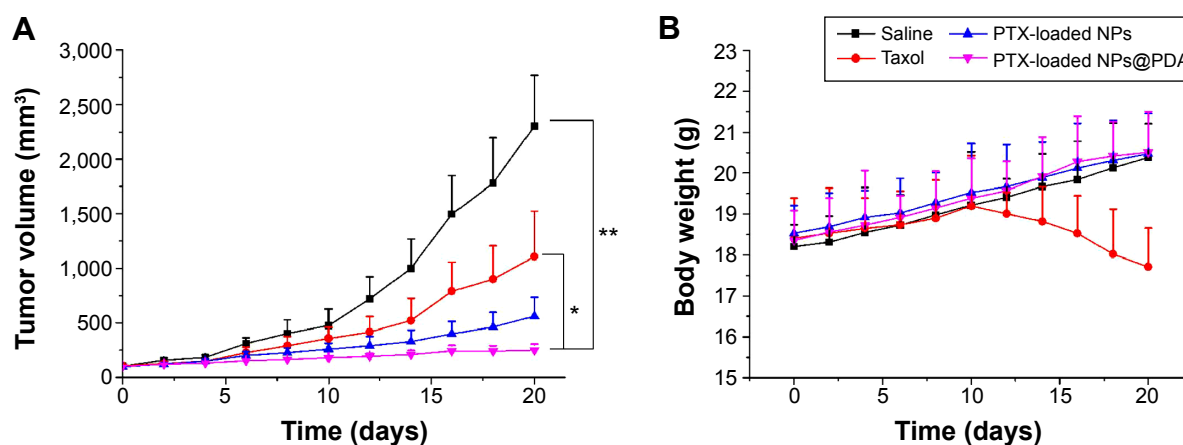 A
3,000
2,500
2,000
1,500
1,000
500
0
Tumor volume (mm³)
0 5 10 15 20
Time (days)
**
*
B
Saline PTX-loaded NPs
Taxol PTX-loaded NPs@PDA
23
22
21
20
19
18
17
16
15
Body weight (g)
0 5 10 15 20
Time (days)